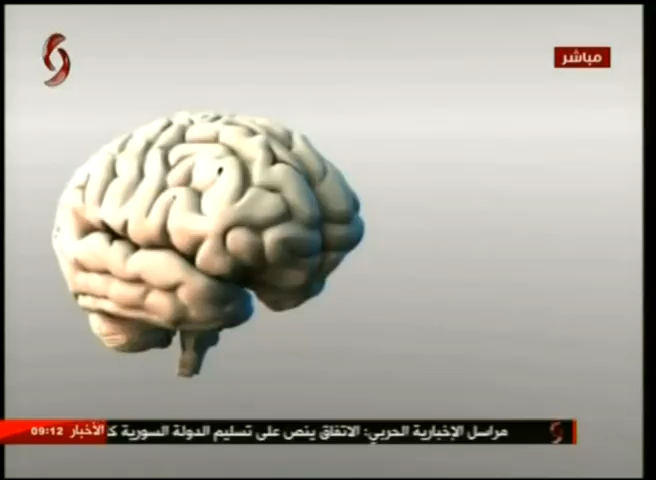 مباشر
مراسل الإخبارية الحربي: الاتفاق ينص على تسليم الدولة السورية
الأخبار 09:12